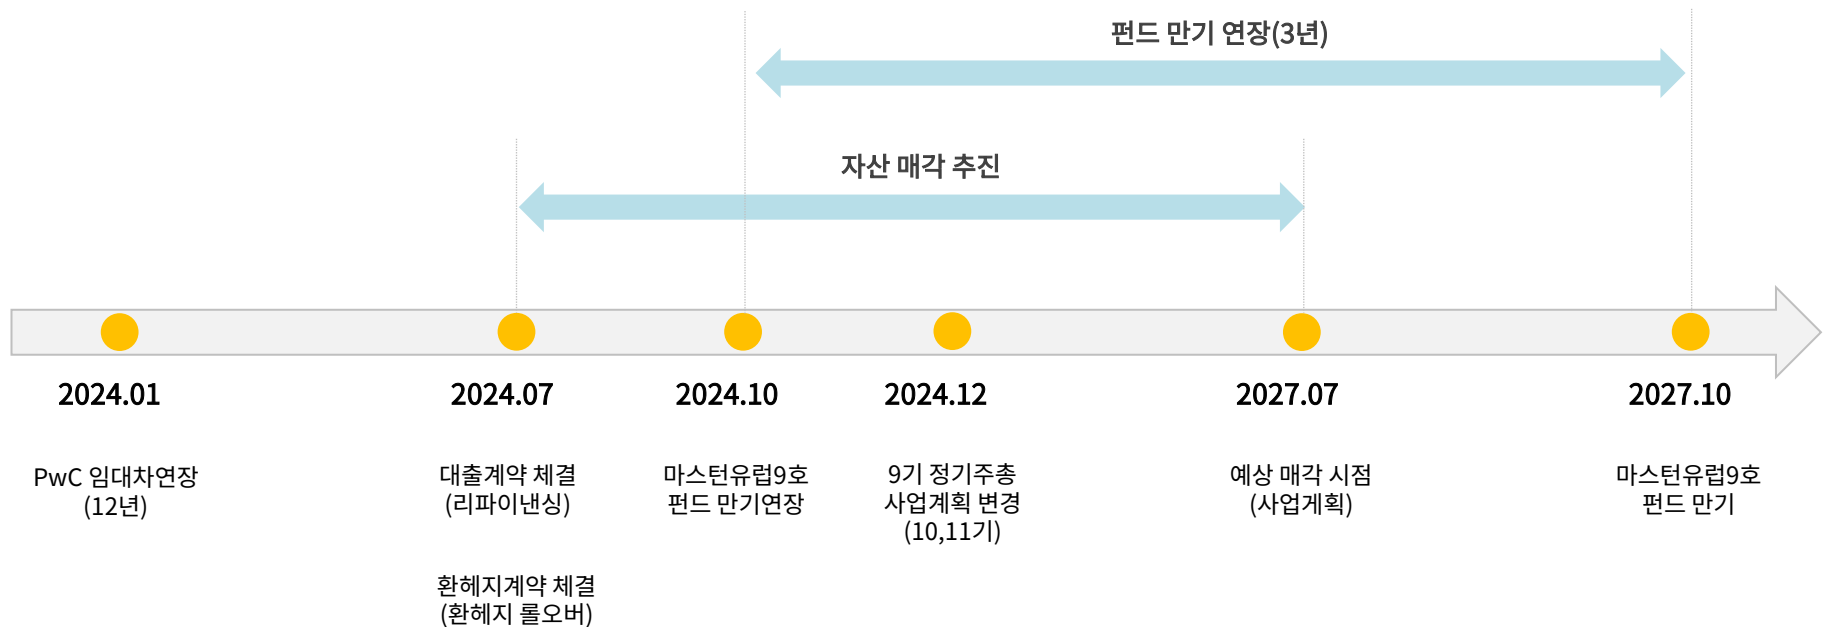 펀드 만기 연장(3년)
자산 매각 추진
2024.01
2024.07
2024.10
2024.12
2027.07
2027.10
PwC 임대차연장
(12년)
대출계약 체결
(리파이낸싱)
환헤지계약 체결
(환헤지 롤오버)
마스턴유럽9호
펀드 만기연장
9기 정기주총
사업계획 변경
(10,11기)
예상 매각 시점
(사업게획)
마스턴유럽9호
펀드 만기